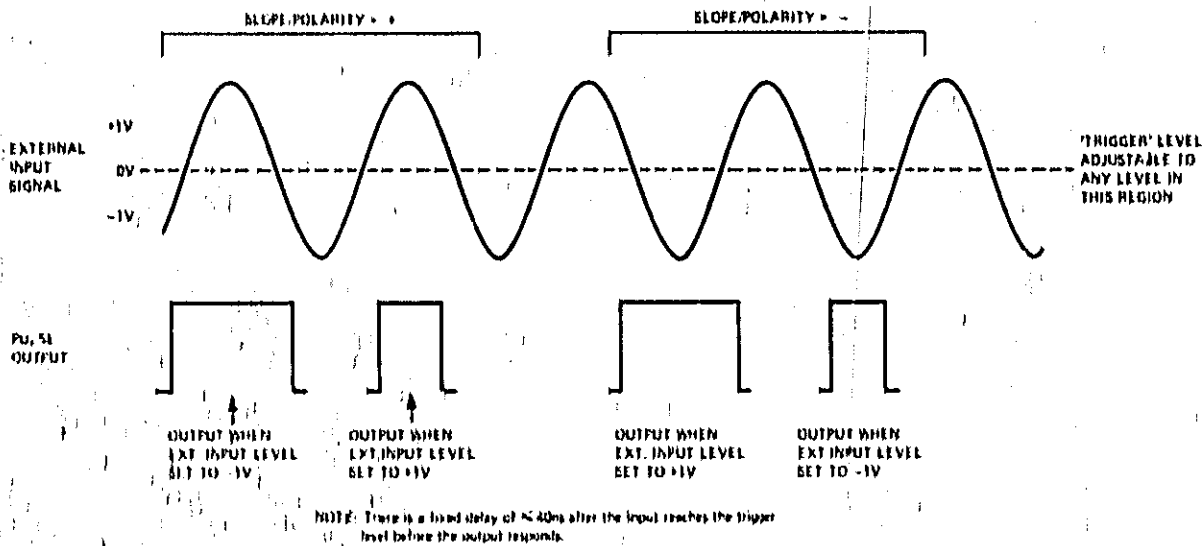 SLOPE/POLARITY = +
SLOPE/POLARITY = -
+1V
EXTERNAL
INPUT
SIGNAL
0V
-1V
'TRIGGER' LEVEL
ADJUSTABLE TO
ANY LEVEL IN
THIS REGION
OUTPUT
OUTPUT WHEN
EXT. INPUT LEVEL
SET TO -1V
OUTPUT WHEN
EXT. INPUT LEVEL
SET TO +1V
OUTPUT WHEN
EXT. INPUT LEVEL
SET TO +1V
OUTPUT WHEN
EXT INPUT LEVEL
SET TO -1V
NOTE: There is a fixed delay of ≈ 40ns after the input reaches the trigger
level before the output responds.